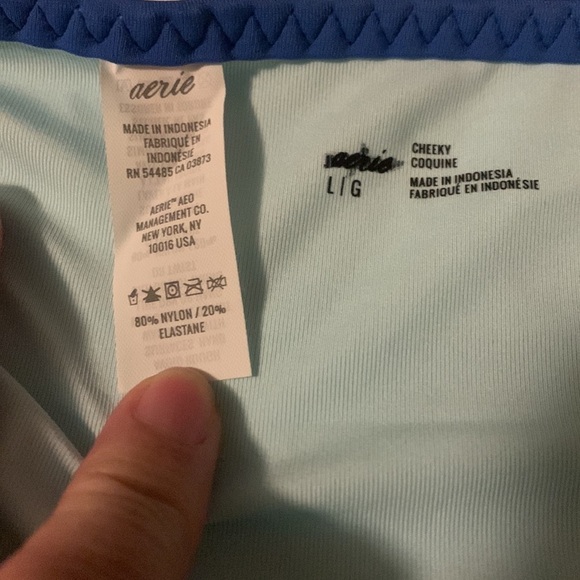 aerie
MADE IN INDONESIA
FABRIQUÉ EN
INDONÉSIE
RN 54485 CA 03873
AERIE™ AEO
MANAGEMENT CO.
NEW YORK, NY
10016 USA
80% NYLON / 20%
ELASTANE
aerie
L/G
CHEEKY
COQUINE
MADE IN INDONESIA
FABRIQUÉ EN INDONÉSIE